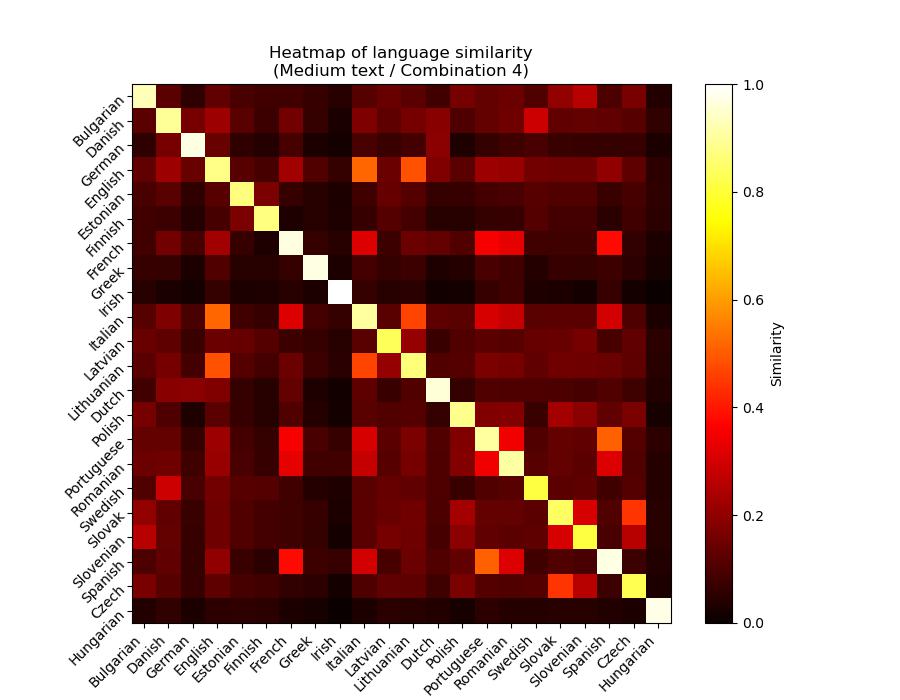 Heatmap of language similarity
(Medium text / Combination 4)
Bulgarian
Danish
German
English
Estonian
Finnish
French
Greek
Irish
Italian
Latvian
Lithuanian
Dutch
Polish
Portuguese
Romanian
Swedish
Slovak
Slovenian
Spanish
Czech
Hungarian
Bulgarian
Danish
German
English
Estonian
Finnish
French
Greek
Irish
Italian
Latvian
Lithuanian
Dutch
Polish
Portuguese
Romanian
Swedish
Slovak
Slovenian
Spanish
Czech
Hungarian
1.0
0.8
0.6
0.4
0.2
0.0
Similarity